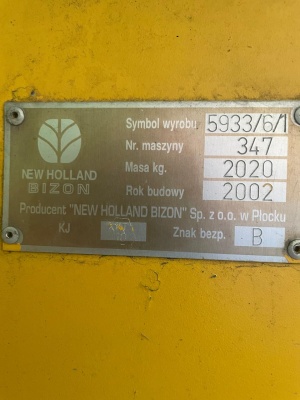 NEW HOLLAND
BIZON
Symbol wyrobu 5933/6/1
Nr. maszyny 347
Masa kg. 2020
Rok budowy 2002
Producent "NEW HOLLAND BIZON" Sp. z o.o. w Płocku
KJ
Znak bezp. B